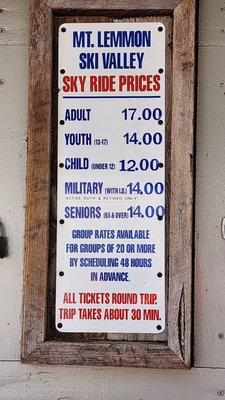 MT. LEMMON
SKI VALLEY
SKY RIDE PRICES
ADULT 17.00
YOUTH (13-17) 14.00
CHILD (UNDER 12) 12.00
MILITARY (WITH I.D.) 14.00
ACTIVE DUTY & RETIRED ONLY
SENIORS (65 & OVER) 14.00
GROUP RATES AVAILABLE
FOR GROUPS OF 20 OR MORE
BY SCHEDULING 48 HOURS
IN ADVANCE.
ALL TICKETS ROUND TRIP.
TRIP TAKES ABOUT 30 MIN.